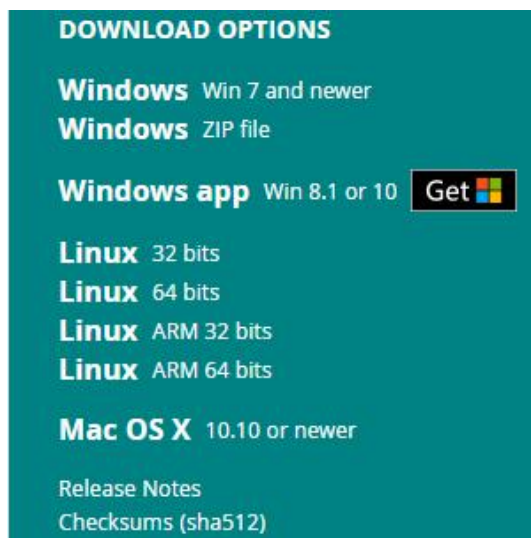 DOWNLOAD OPTIONS
Windows Win 7 and newer
Windows ZIP file
Windows app Win 8.1 or 10 Get
Linux 32 bits
Linux 64 bits
Linux ARM 32 bits
Linux ARM 64 bits
Mac OS X 10.10 or newer
Release Notes
Checksums (sha512)